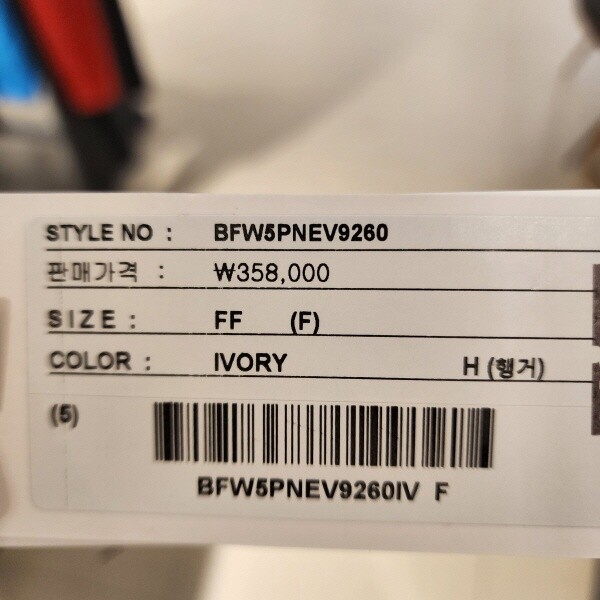 STYLE NO : BFW5PNEV9260
판매가격 : ₩358,000
SIZE : FF (F)
COLOR : IVORY H (행거)
(5)
BFW5PNEV9260IV F